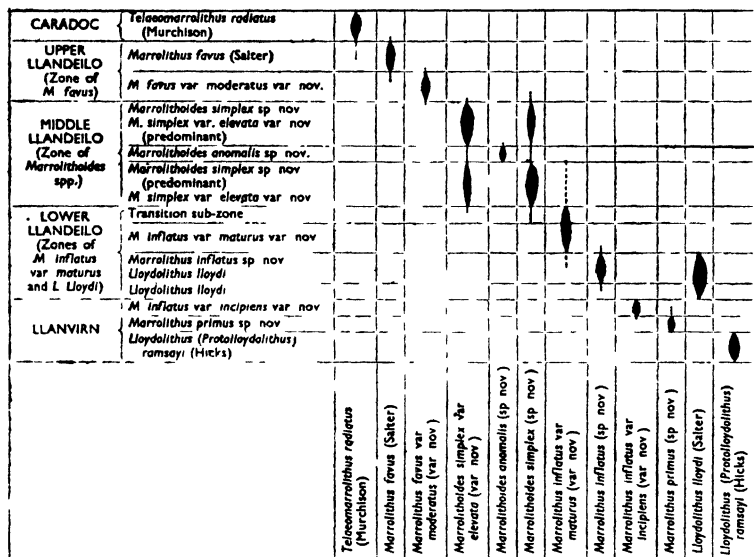 CARADOC
Telaeomarrolithus radiatus
(Murchison)
UPPER
LLANDEILO
(Zone of
M favus)
Marrolithus favus (Salter)
M favus var moderatus var nov.
MIDDLE
LLANDEILO
(Zone of
Marrolithoides
spp.)
Marrolithoides simplex sp nov
M. simplex var. elevata var nov
(predominant)
Marrolithoides anomalis sp nov.
Marrolithoides simplex sp nov
(predominant)
M simplex var elevata var nov
LOWER
LLANDEILO
(Zones of
M inflatus
var maturus
and L Lloydi)
Transition sub-zone
M inflatus var maturus var nov
Marrolithus inflatus sp nov
Lloydolithus lloydi
Lloydolithus lloydi
LLANVIRN
M inflatus var incipiens var nov
Marrolithus primus sp nov
Lloydolithus (Protolloydolithus)
ramsayi (Hicks)
Telaeomarrolithus radiatus
(Murchison)
Marrolithus favus (Salter)
Marrolithus favus var
moderatus (var nov)
Marrolithoides simplex var
elevata (var nov)
Marrolithoides anomalis (sp nov)
Marrolithoides simplex (sp nov)
Marrolithus inflatus var
maturus (var nov)
Marrolithus inflatus (sp nov)
Marrolithus inflatus var
incipiens (var nov)
Marrolithus primus (sp nov)
Lloydolithus lloydi (Salter)
Lloydolithus (Protolloydolithus)
ramsayi (Hicks)